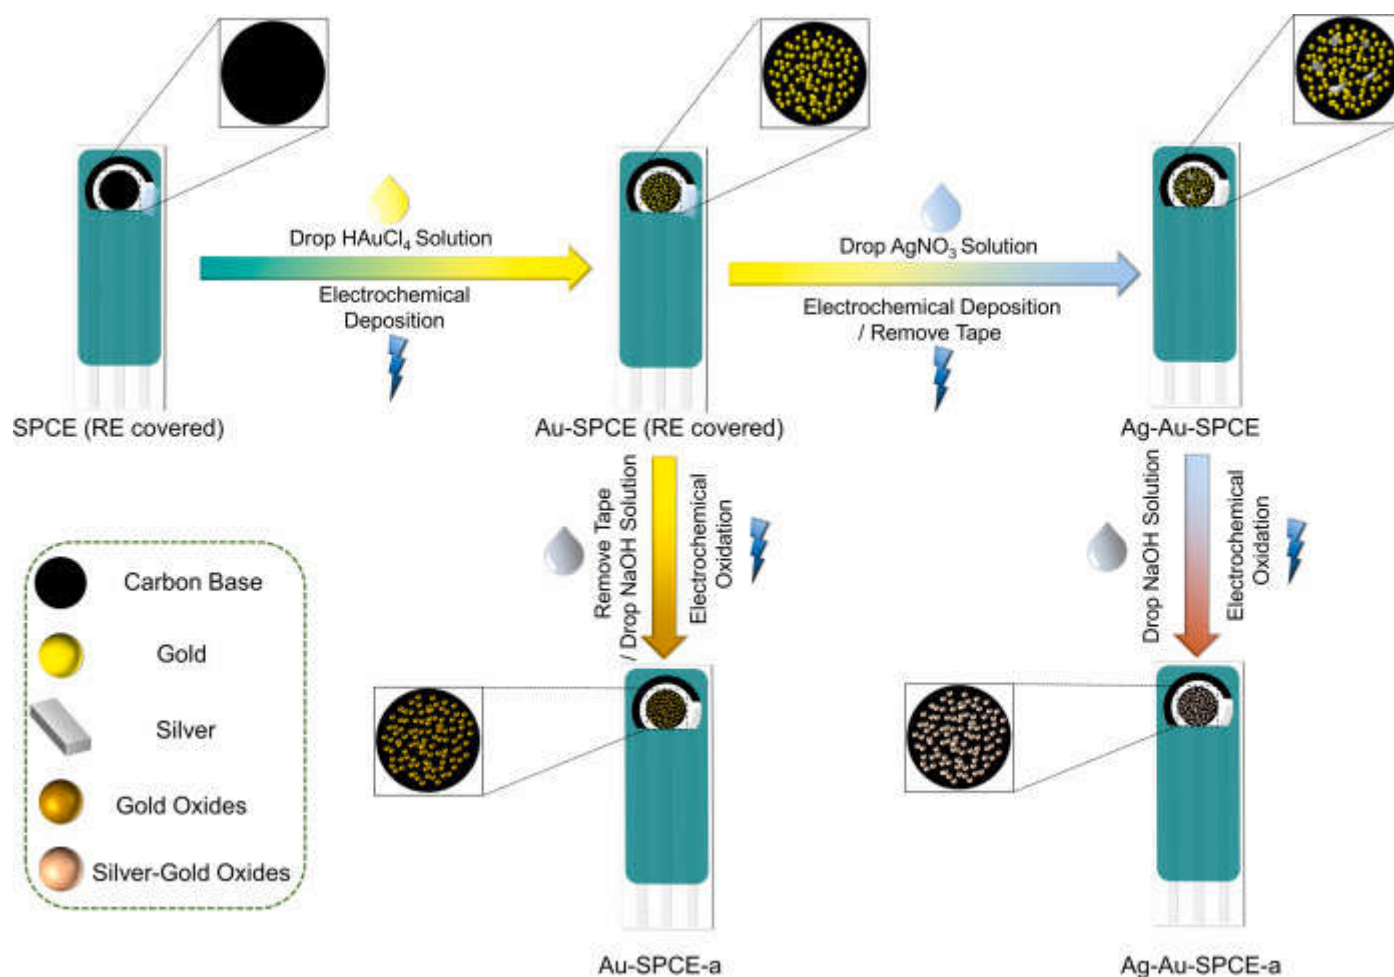 Drop HAuCl₄ Solution
Electrochemical
Deposition
Drop AgNO₃ Solution
Electrochemical Deposition
/ Remove Tape
SPCE (RE covered)
Au-SPCE (RE covered)
Ag-Au-SPCE
Remove Tape
/ Drop NaOH Solution
Electrochemical
Oxidation
Drop NaOH Solution
Electrochemical
Oxidation
Carbon Base
Gold
Silver
Gold Oxides
Silver-Gold Oxides
Au-SPCE-a
Ag-Au-SPCE-a